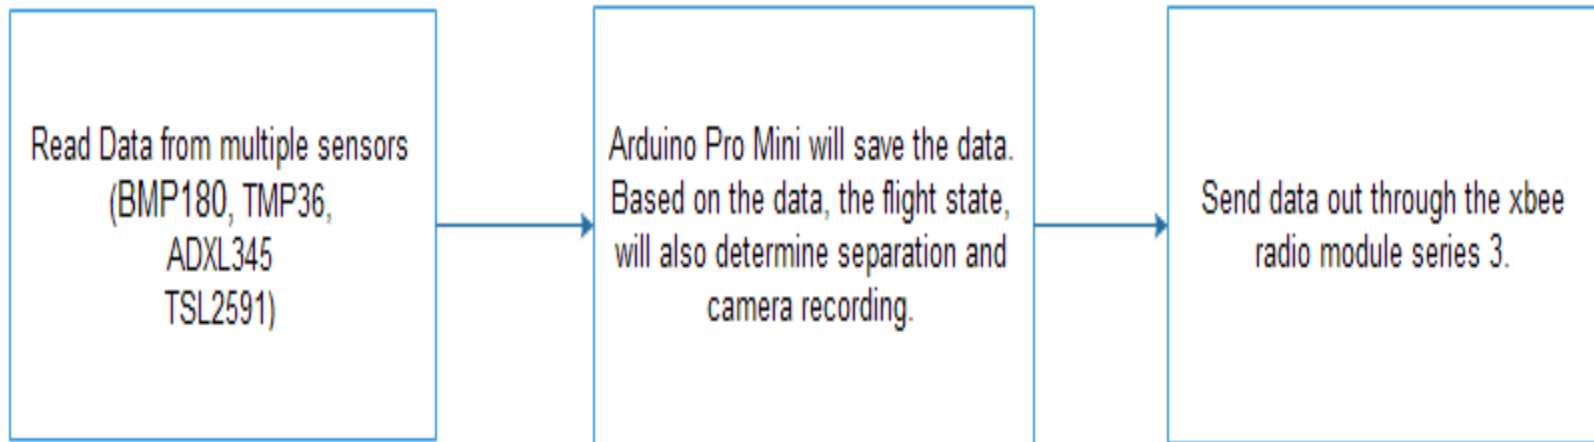 Read Data from multiple sensors
(BMP180, TMP36,
ADXL345
TSL2591)
Arduino Pro Mini will save the data.
Based on the data, the flight state,
will also determine separation and
camera recording.
Send data out through the xbee
radio module series 3.